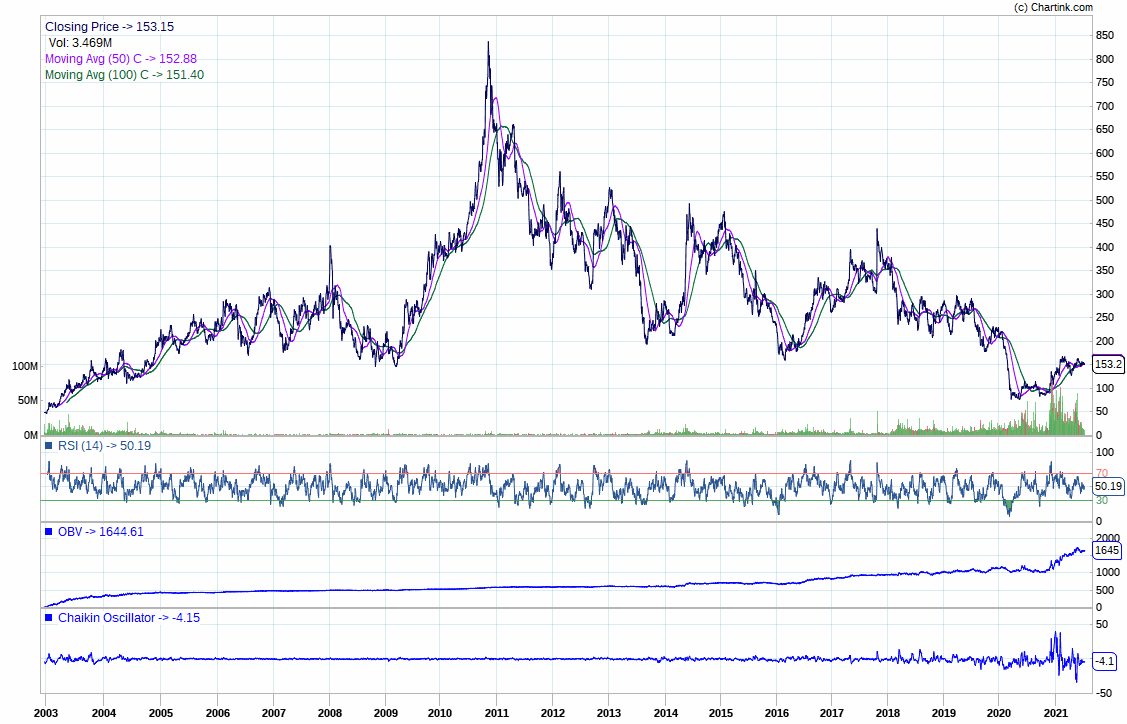 (c) Chartink.com
Closing Price -> 153.15
Vol: 3.469M
Moving Avg (50) C -> 152.88
Moving Avg (100) C -> 151.40
850
800
750
700
650
600
550
500
450
400
350
300
250
200
153.2
100
50
0
100M
50M
0M
RSI (14) -> 50.19
100
70
50.19
30
0
OBV -> 1644.61
2000
1645
1000
500
0
Chaikin Oscillator -> -4.15
50
-4.1
-50
2003 2004 2005 2006 2007 2008 2009 2010 2011 2012 2013 2014 2015 2016 2017 2018 2019 2020 2021